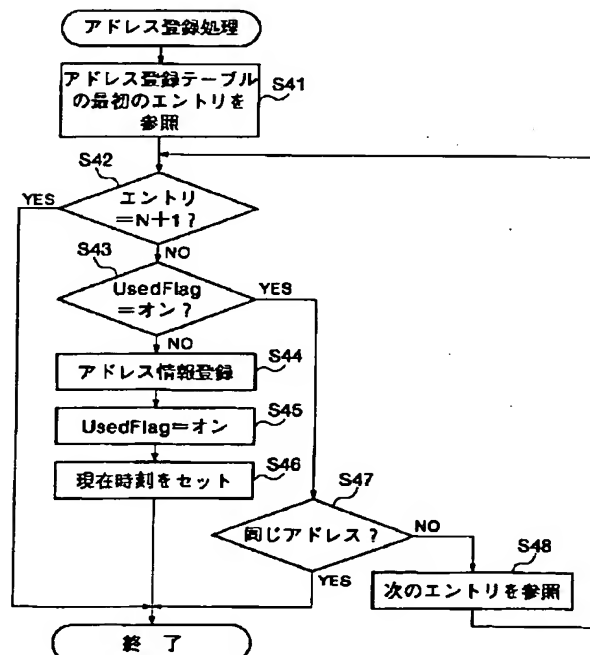 アドレス登録処理
アドレス登録テーブル
の最初のエントリを
参照
S41
S42
エントリ
=N+1?
YES
NO
S43
UsedFlag
=オン?
YES
NO
S44
アドレス情報登録
S45
UsedFlag=オン
S46
現在時刻をセット
S47
同じアドレス?
NO
YES
S48
次のエントリを参照
終了